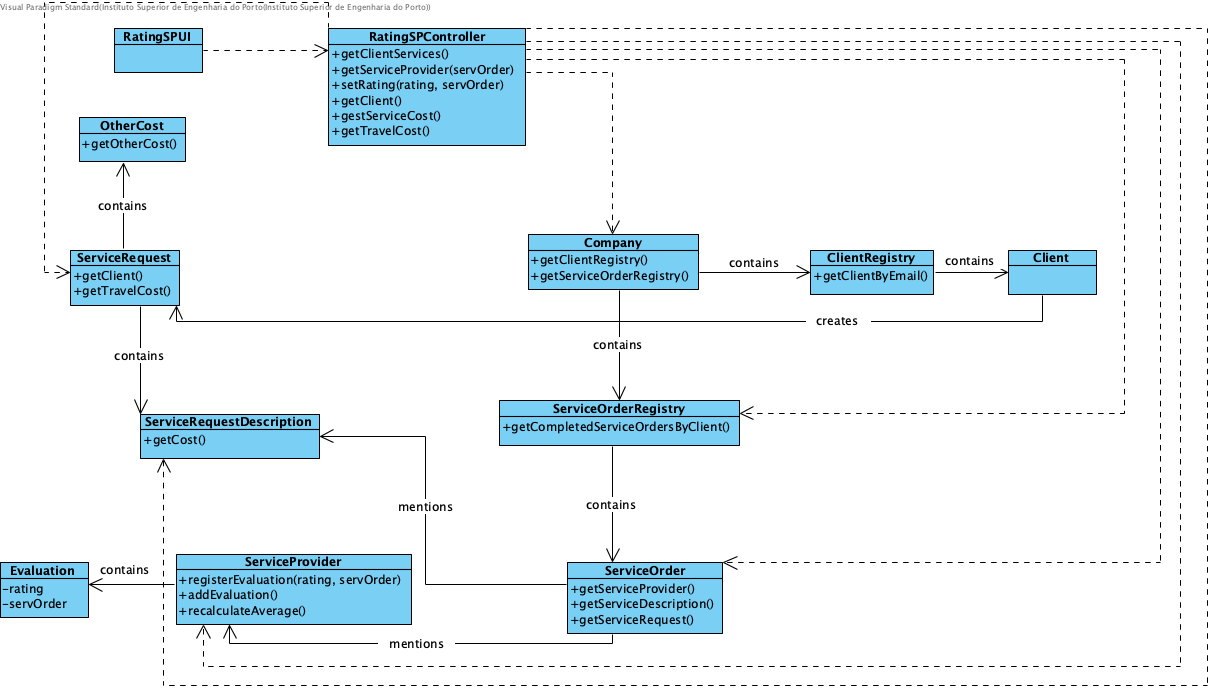 Visual Paradigm Standard(Instituto Superior de Engenharia do Porto(Instituto Superior de Engenharia do Porto))
RatingSPUI
RatingSPController
+getClientServices()
+getServiceProvider(servOrder)
+setRating(rating, servOrder)
+getClient()
+gestServiceCost()
+getTravelCost()
OtherCost
+getOtherCost()
contains
ServiceRequest
+getClient()
+getTravelCost()
Company
+getClientRegistry()
+getServiceOrderRegistry()
contains
ClientRegistry
+getClientByEmail()
contains
Client
creates
contains
contains
ServiceRequestDescription
+getCost()
ServiceOrderRegistry
+getCompletedServiceOrdersByClient()
mentions
contains
Evaluation
-rating
-servOrder
contains
ServiceProvider
+registerEvaluation(rating, servOrder)
+addEvaluation()
+recalculateAverage()
ServiceOrder
+getServiceProvider()
+getServiceDescription()
+getServiceRequest()
mentions